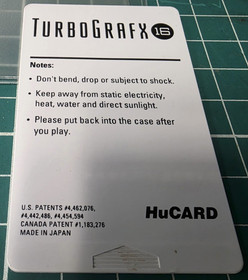 TURBOGRAFX 16
Notes:
• Don't bend, drop or subject to shock.
• Keep away from static electricity,
heat, water and direct sunlight.
• Please put back into the case after
you play.
U.S. PATENTS #4,462,076,
#4,442,486, #4,454,594
CANADA PATENT #1,183,276
MADE IN JAPAN
HuCARD